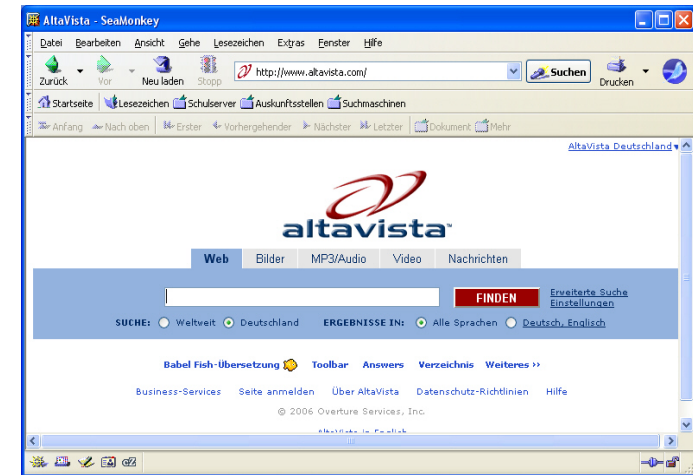 AltaVista - SeaMonkey
Datei Bearbeiten Ansicht Gehe Lesezeichen Extras Fenster Hilfe
Zurück Vor Neu laden Stopp http://www.altavista.com/ Suchen Drucken
Startseite Lesezeichen Schulserver Auskunftsstellen Suchmaschinen
Anfang Nach oben Erster Vorhergehender Nächster Letzter Dokument Mehr
AltaVista Deutschland
altavista
Web Bilder MP3/Audio Video Nachrichten
FINDEN Erweiterte Suche
Einstellungen
SUCHE: Weltweit Deutschland ERGEBNISSE IN: Alle Sprachen Deutsch, Englisch
Babel Fish-Übersetzung Toolbar Answers Verzeichnis Weiteres ››
Business-Services Seite anmelden Über AltaVista Datenschutz-Richtlinien Hilfe
© 2006 Overture Services, Inc.
AltaVista in English